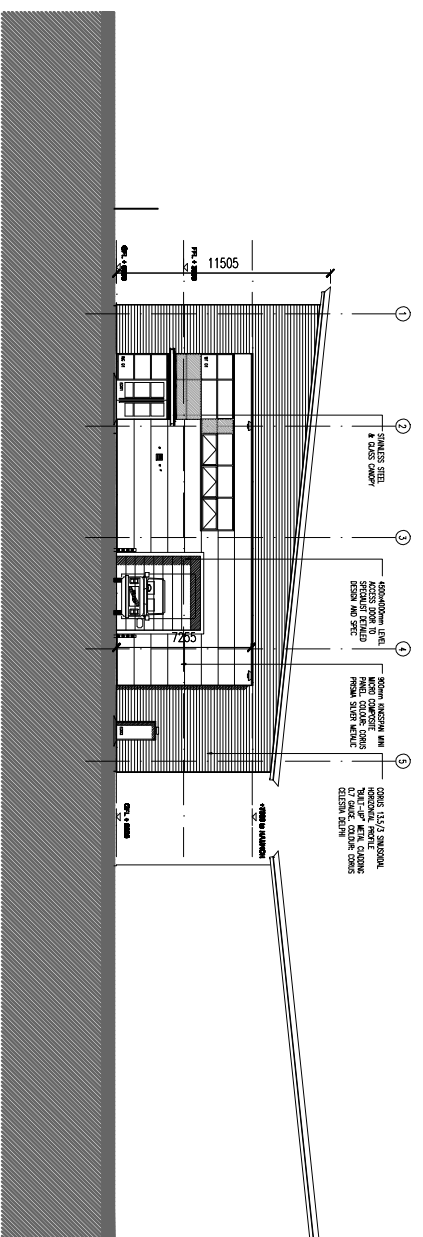 1
2
3
4
5
STAINLESS STEEL
& GLASS CANOPY
4500x4000mm LEVEL
ACCESS DOOR TO
SPECIALIST DETAILED
DESIGN AND SPEC
900mm KINGSPAN MINI
MICRO COMPOSITE
PANEL. COLOUR: CORUS
PRISMA SILVER METALIC
CORUS 13.5/3 SINUSOIDAL
HORIZONTAL PROFILE
"BUILT-UP" METAL CLADDING
0.7 GAUGE. COLOUR: CORUS
CELESTIA DELPHI
11505
7265